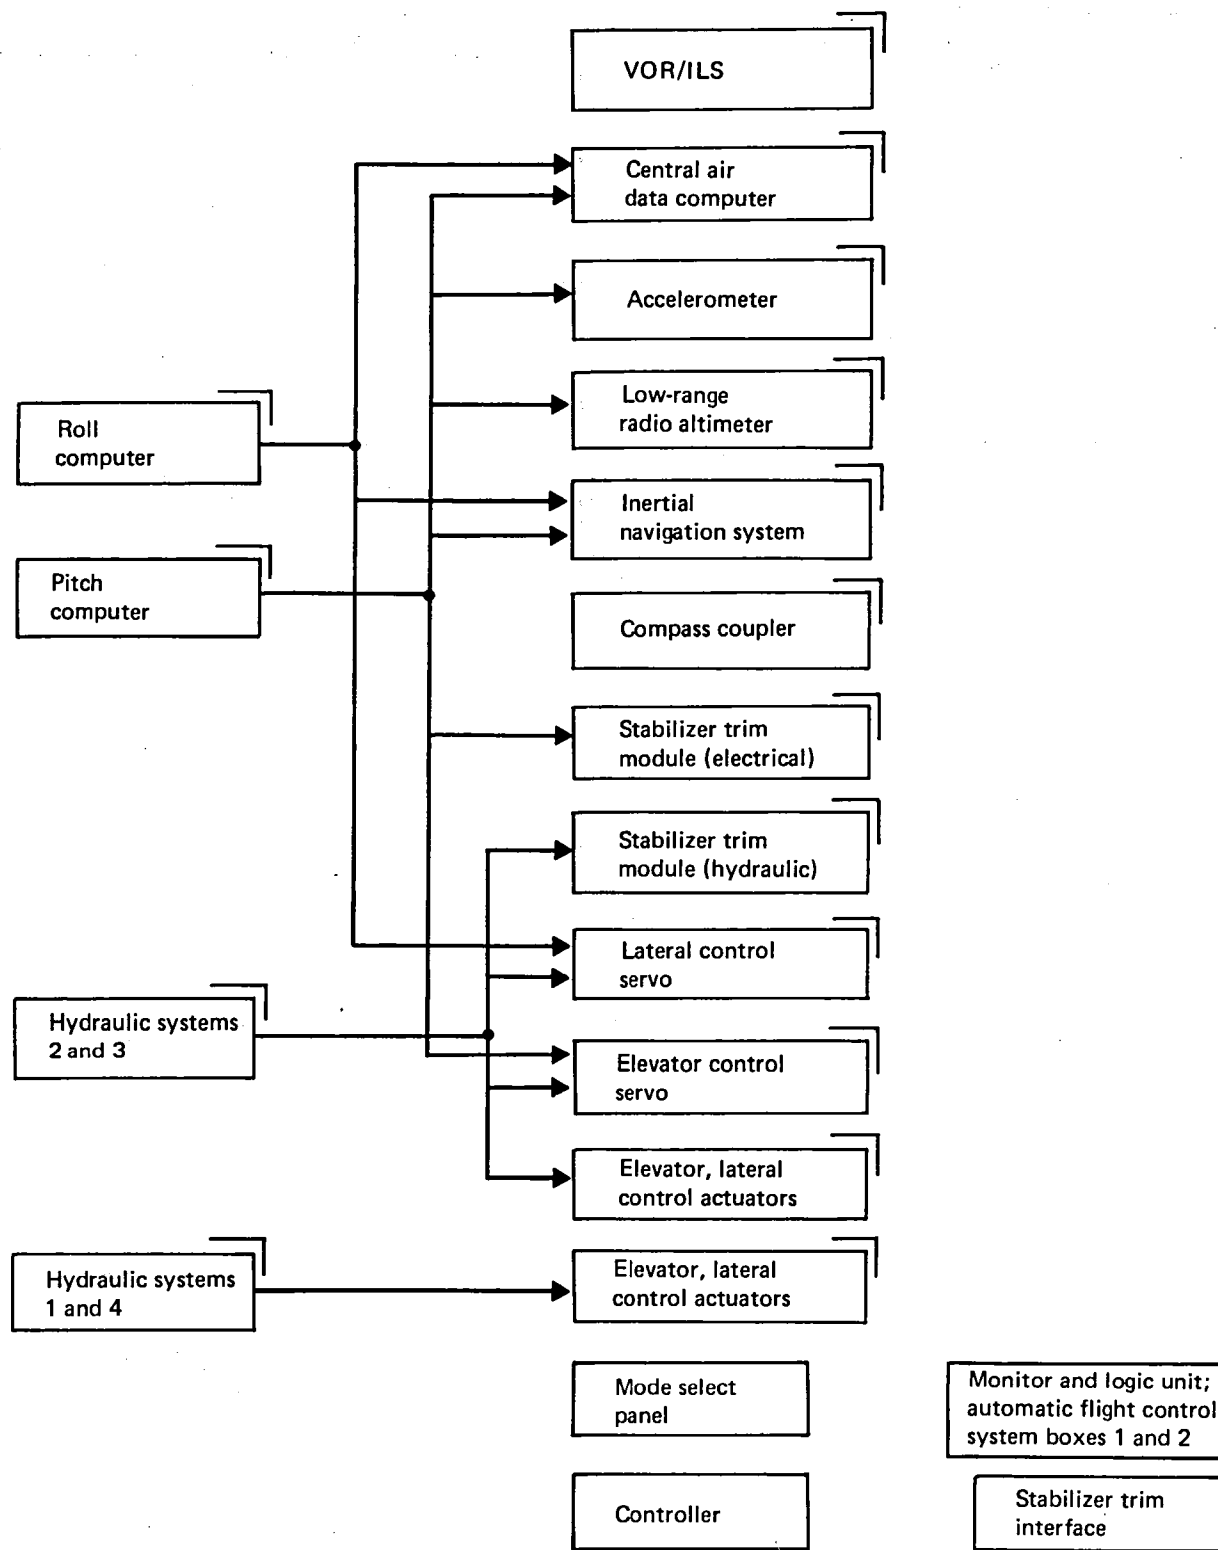 VOR/ILS
Central air
data computer
Accelerometer
Low-range
radio altimeter
Roll
computer
Inertial
navigation system
Pitch
computer
Compass coupler
Stabilizer trim
module (electrical)
Stabilizer trim
module (hydraulic)
Lateral control
servo
Hydraulic systems
2 and 3
Elevator control
servo
Elevator, lateral
control actuators
Hydraulic systems
1 and 4
Elevator, lateral
control actuators
Mode select
panel
Monitor and logic unit;
automatic flight control
system boxes 1 and 2
Controller
Stabilizer trim
interface